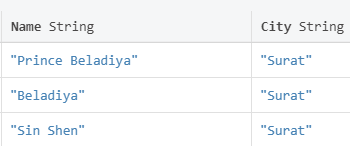 Name String City String
"Prince Beladiya" "Surat"
"Beladiya" "Surat"
"Sin Shen" "Surat"